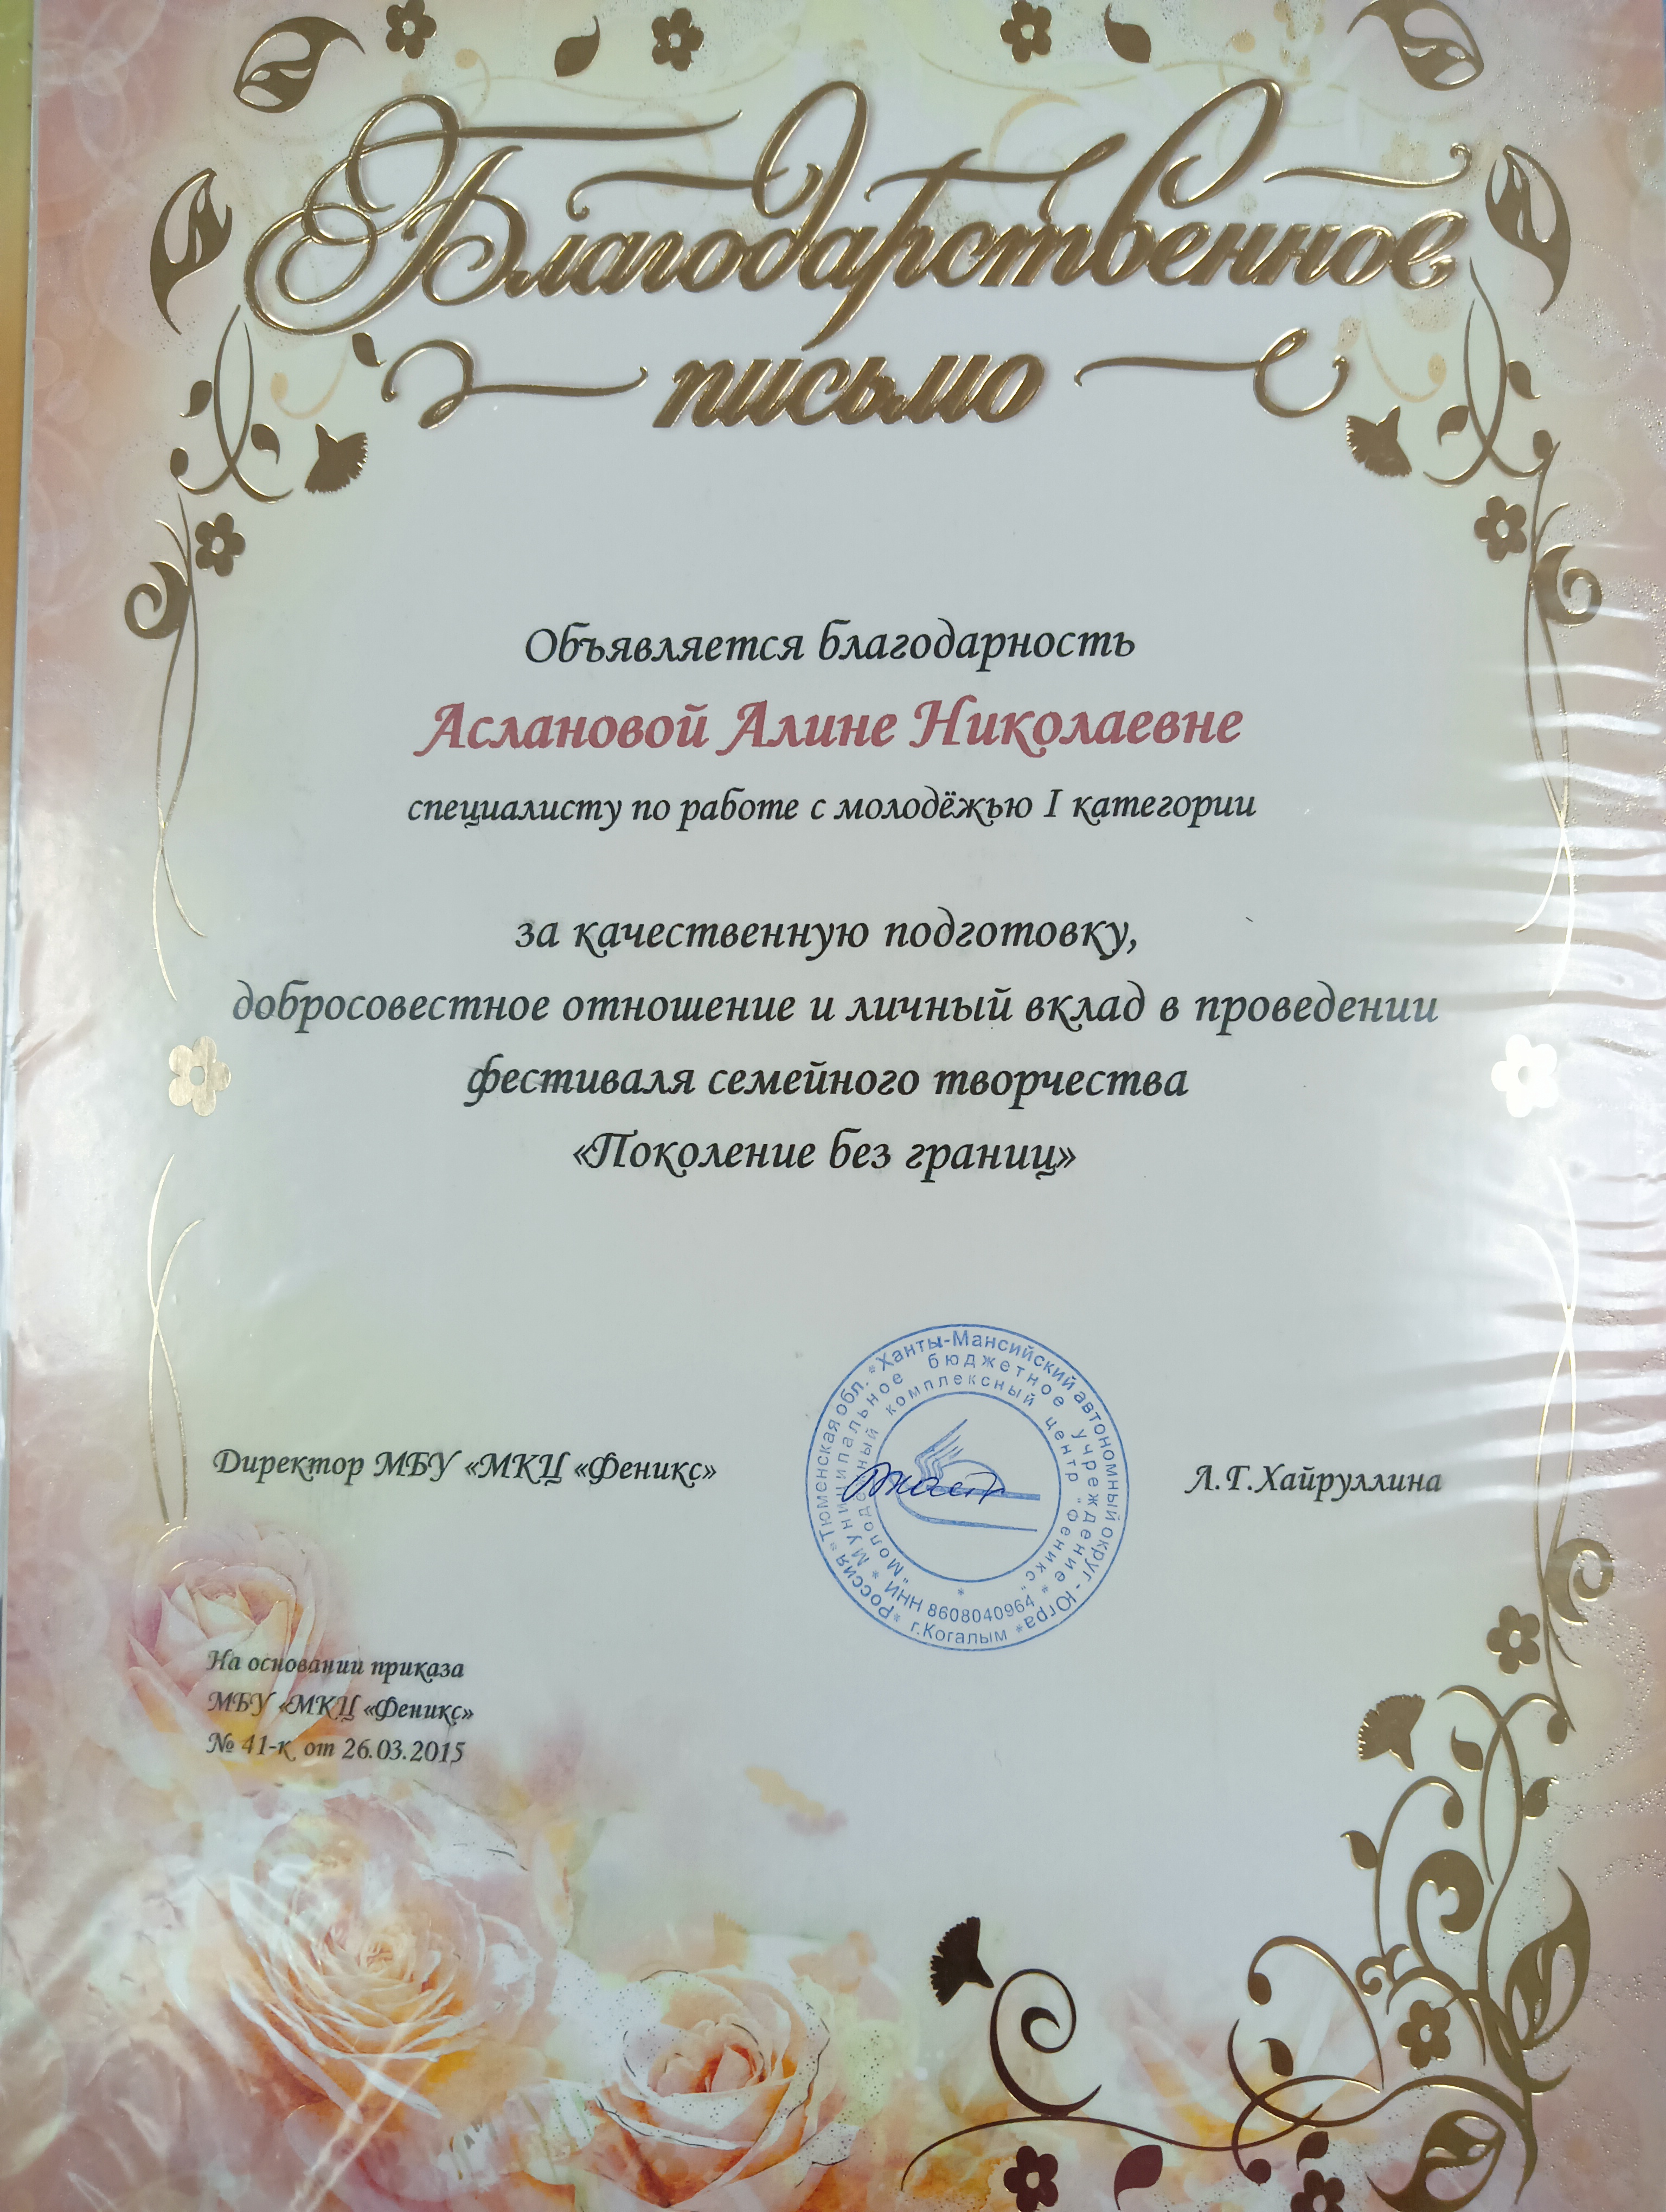 Благодарственное
письмо
Объявляется благодарность
Аслановой Алине Николаевне
специалисту по работе с молодёжью I категории
за качественную подготовку,
добросовестное отношение и личный вклад в проведении
фестиваля семейного творчества
«Поколение без границ»
Директор МБУ «МКЦ «Феникс»
Л.Г.Хайруллина
*Россия*Тюменская обл.*Ханты-Мансийский автономный округ-Югра* г.Когалым
*Муниципальное бюджетное учреждение* ИНН 8608040964
"Молодежный комплексный центр "Феникс" *
На основании приказа
МБУ «МКЦ «Феникс»
№ 41-к от 26.03.2015